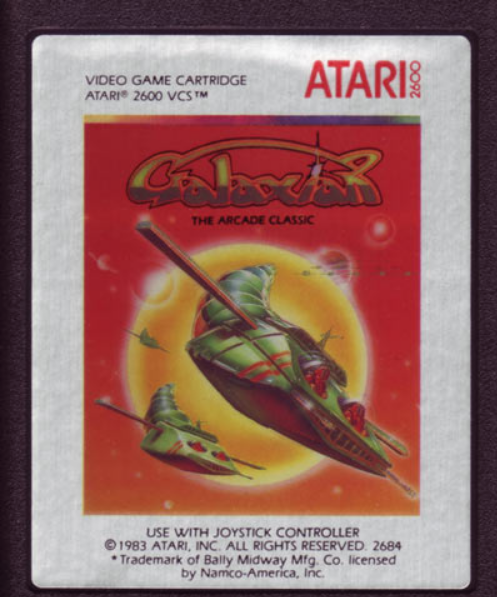 VIDEO GAME CARTRIDGE
ATARI® 2600 VCS™
ATARI 2600
Galaxian
THE ARCADE CLASSIC
USE WITH JOYSTICK CONTROLLER
©1983 ATARI, INC. ALL RIGHTS RESERVED. 2684
*Trademark of Bally Midway Mfg. Co. licensed
by Namco-America, Inc.